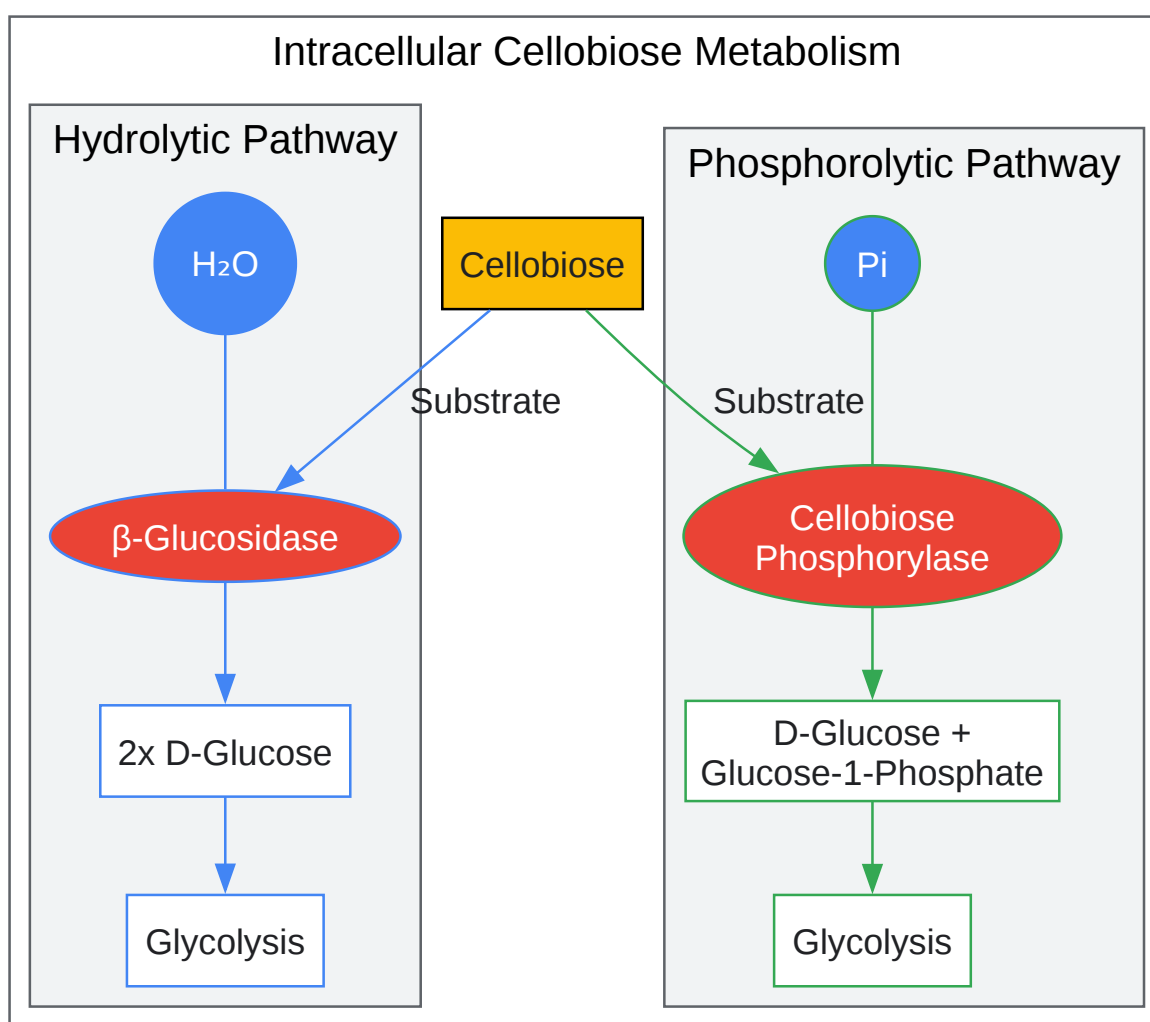 Intracellular Cellobiose Metabolism
Hydrolytic Pathway
Phosphorolytic Pathway
H₂O
Cellobiose
Pi
Substrate
Substrate
β-Glucosidase
Cellobiose
Phosphorylase
2x D-Glucose
D-Glucose +
Glucose-1-Phosphate
Glycolysis
Glycolysis